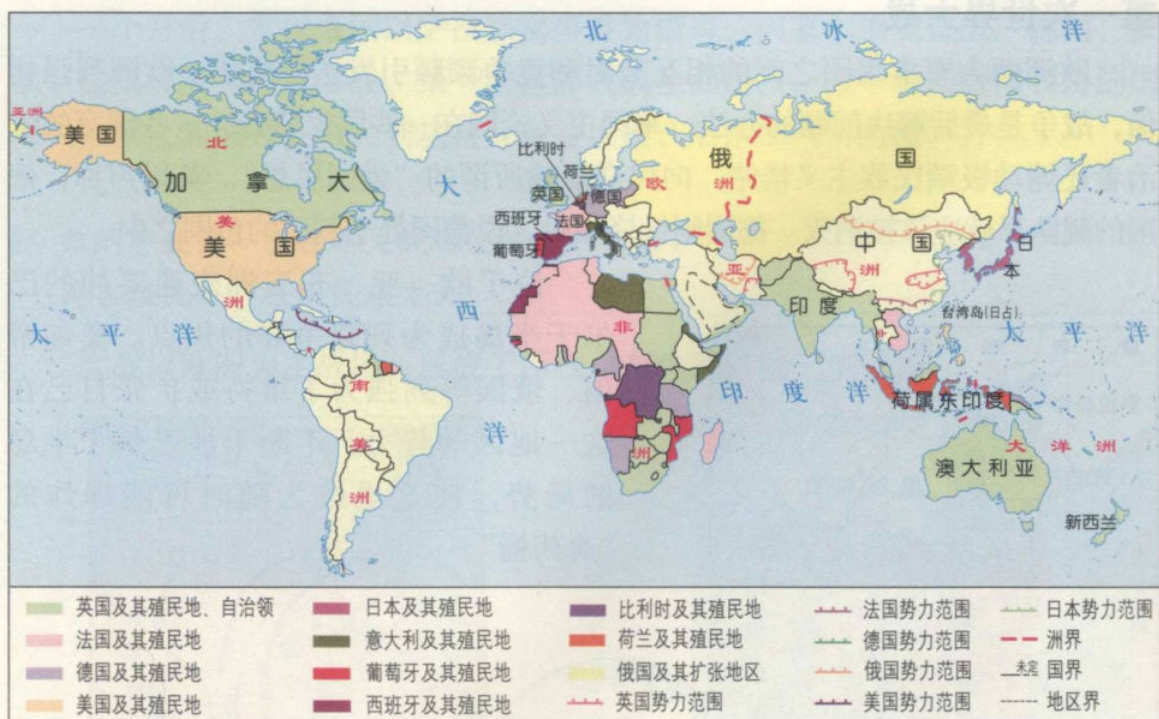 北 冰 洋
亚洲
美国
北
加 拿 大
美
美 国
洲
大
西
洋
太 平 洋
南
美
洲
比利时
荷兰
英国
德国
西班牙
法国
葡萄牙
欧 洲
俄 国
亚 洲
中 国
日本
印度
台湾岛(日占)
太 平 洋
非
洲
印 度 洋
荷属东印度
大 洋 洲
澳大利亚
新西兰
英国及其殖民地、自治领
日本及其殖民地
比利时及其殖民地
法国势力范围
日本势力范围
法国及其殖民地
意大利及其殖民地
荷兰及其殖民地
德国势力范围
洲界
德国及其殖民地
葡萄牙及其殖民地
俄国及其扩张地区
俄国势力范围
未定 国界
美国及其殖民地
西班牙及其殖民地
英国势力范围
美国势力范围
地区界